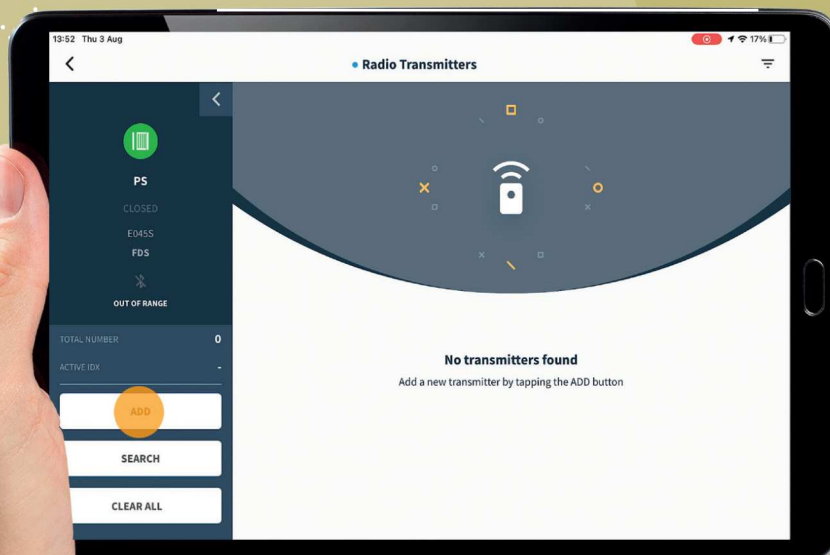 13:52 Thu 3 Aug
17%
Radio Transmitters
PS
CLOSED
E045S
FDS
OUT OF RANGE
TOTAL NUMBER 0
ACTIVE IDX -
ADD
SEARCH
CLEAR ALL
No transmitters found
Add a new transmitter by tapping the ADD button